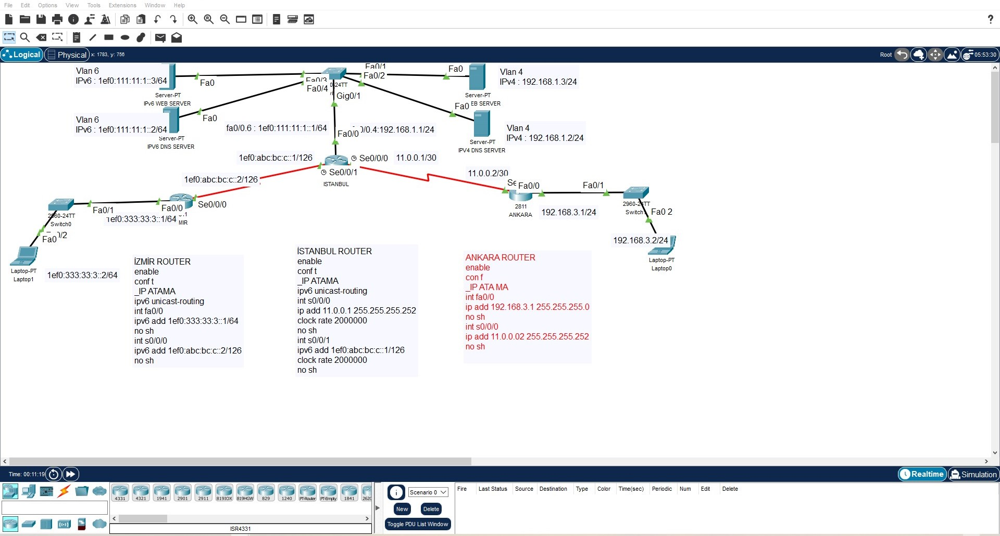 File Edit Options View Tools Extensions Window Help
Logical
Physical
x: 1783, y: 756
Root
05:53:30
Vlan 6
IPv6 : 1ef0:111:11:1::3/64
Fa0
Server-PT
IPv6 WEB SERVER
Fa0/3
Fa0/4
24TT
Gig0/1
Fa0/1
Fa0/2
Fa0
Server-PT
EB SERVER
Vlan 4
IPv4 : 192.168.1.3/24
Vlan 6
IPv6 : 1ef0:111:11:1::2/64
Fa0
Server-PT
IPV6 DNS SERVER
fa0/0.6 : 1ef0:111:11:1::1/64
Fa0/0
)/0.4:192.168.1.1/24
Fa0
Server-PT
IPV4 DNS SERVER
Vlan 4
IPv4 : 192.168.1.2/24
1ef0:abc:bc:c::1/126
Se0/0/0
11.0.0.1/30
Se0/0/1
ISTANBUL
1ef0:abc:bc:c::2/126
11.0.0.2/30
Se
Fa0/0
Fa0/1
2811
ANKARA
192.168.3.1/24
2960-24TT
Switch1
Fa0 2
192.168.3.2/24
Laptop-PT
Laptop0
Se0/0/0
Fa0/0
Fa0/1
1ef0:333:33:3::1/64
MIR
2960-24TT
Switch0
)/2
Fa0
Laptop-PT
Laptop1
1ef0:333:33:3::2/64
İZMİR ROUTER
enable
conf t
_IP ATAMA
ipv6 unicast-routing
int fa0/0
ipv6 add 1ef0:333:33:3::1/64
no sh
int s0/0/0
ipv6 add 1ef0:abc:bc:c::2/126
no sh
İSTANBUL ROUTER
enable
conf t
_IP ATAMA
ipv6 unicast-routing
int s0/0/0
ip add 11.0.0.1 255.255.255.252
clock rate 2000000
no sh
int s0/0/1
ipv6 add 1ef0:abc:bc:c::1/126
clock rate 2000000
no sh
ANKARA ROUTER
enable
con f
_IP ATA MA
int fa0/0
ip add 192.168.3.1 255.255.255.0
no sh
int s0/0/0
ip add 11.0.0.02 255.255.255.252
no sh
Time: 00:11:19
Realtime
Simulation
4331 4321 1941 2901 2911 819IOX 819HGW 829 1240 PT-Router PT-Empty 1841 2620
ISR4331
Scenario 0
New
Delete
Toggle PDU List Window
Fire Last Status Source Destination Type Color Time(sec) Periodic Num Edit Delete